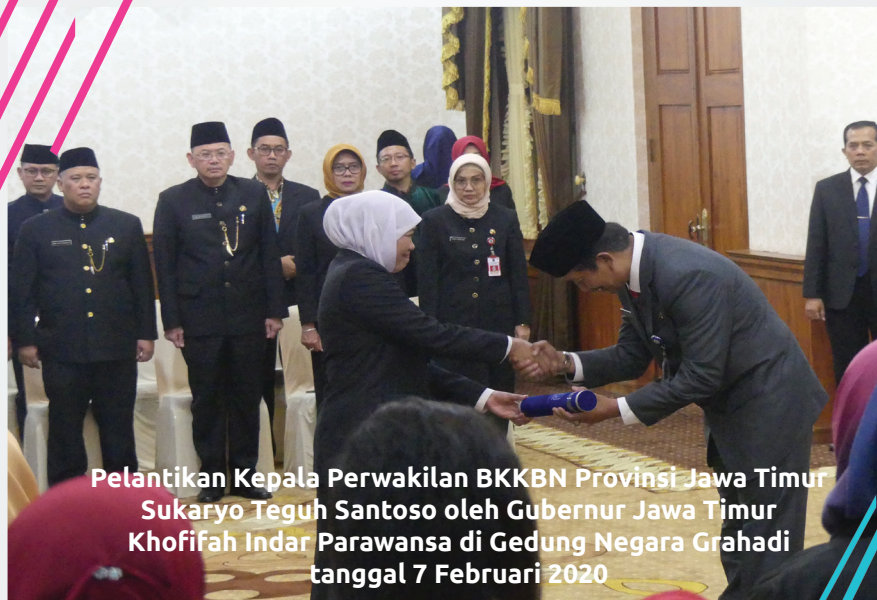 Pelantikan Kepala Perwakilan BKKBN Provinsi Jawa Timur
Sukaryo Teguh Santoso oleh Gubernur Jawa Timur
Khofifah Indar Parawansa di Gedung Negara Grahadi
tanggal 7 Februari 2020